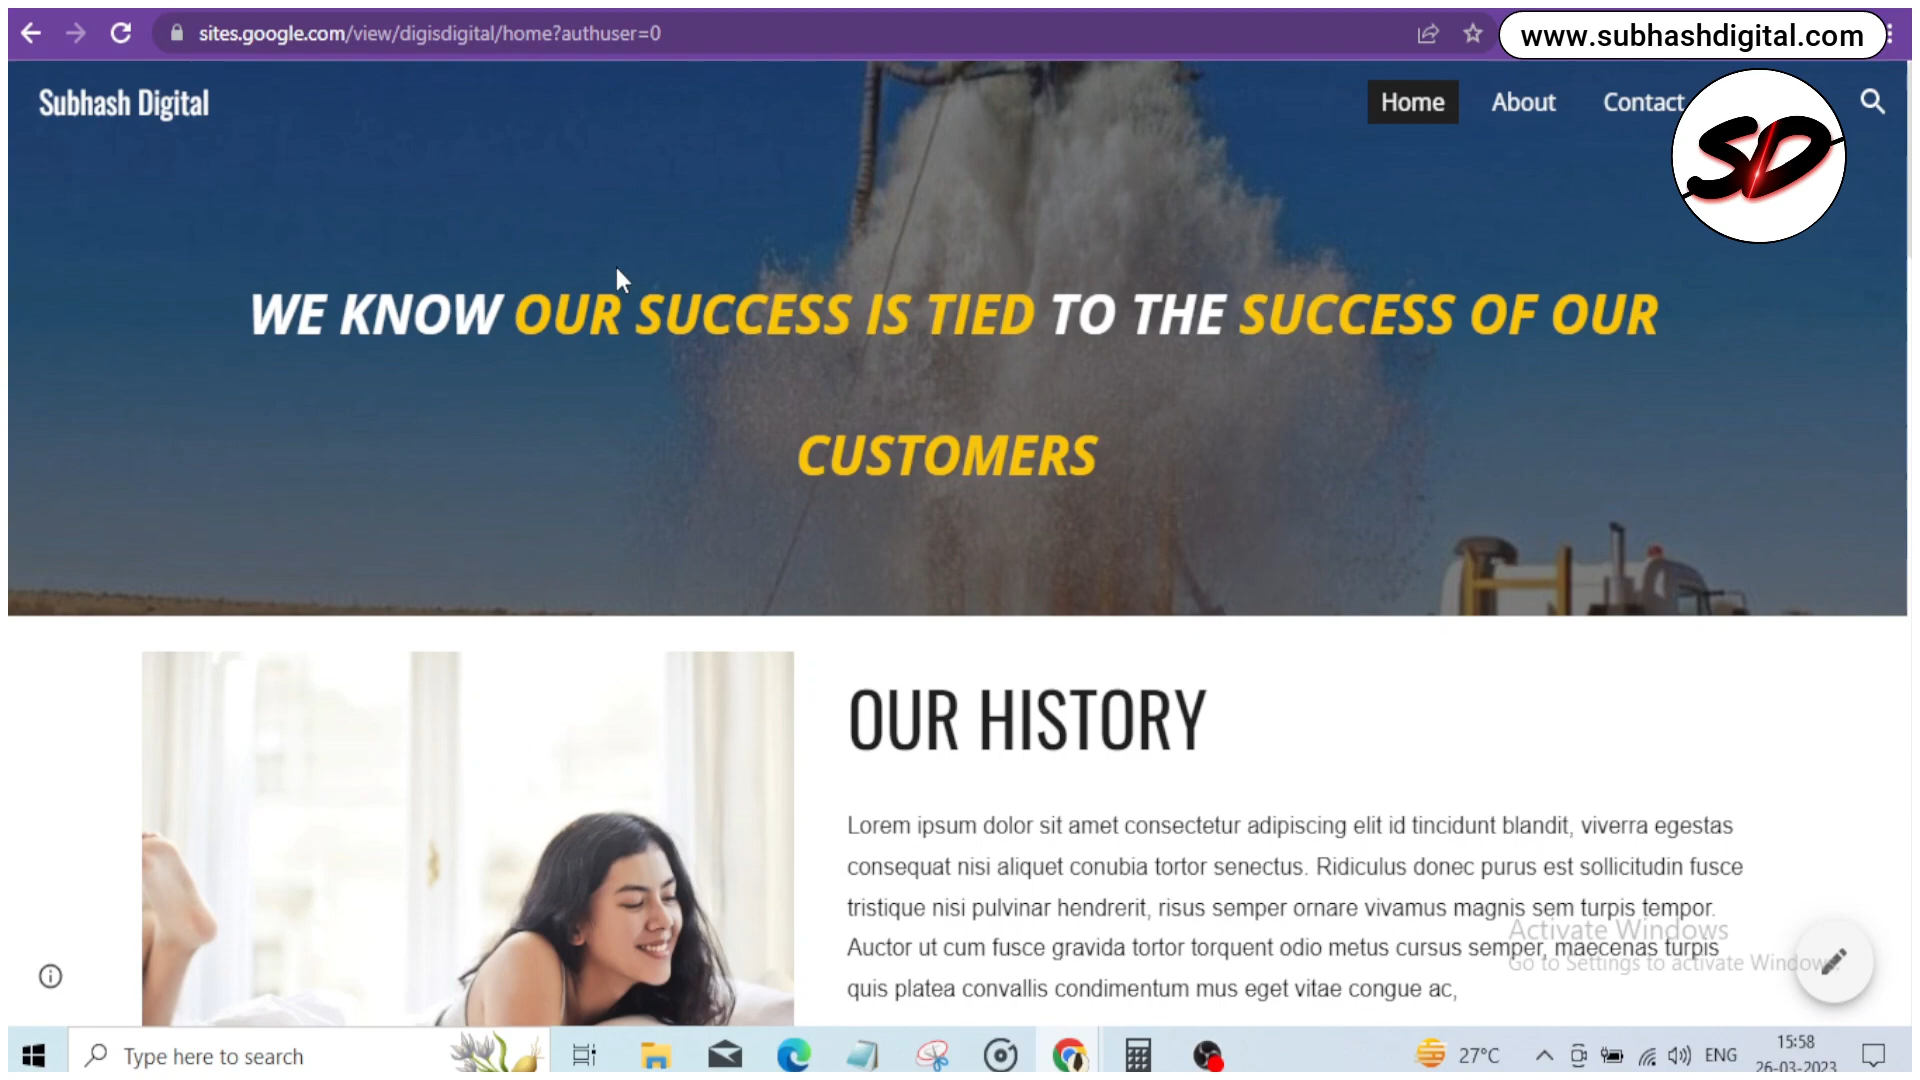 sites.google.com/view/digisdigital/home?authuser=0
www.subhashdigital.com
Subhash Digital
Home
About
Contact
SD
WE KNOW OUR SUCCESS IS TIED TO THE SUCCESS OF OUR
CUSTOMERS
OUR HISTORY
Lorem ipsum dolor sit amet consectetur adipiscing elit id tincidunt blandit, viverra egestas
consequat nisi aliquet conubia tortor senectus. Ridiculus donec purus est sollicitudin fusce
tristique nisi pulvinar hendrerit, risus semper ornare vivamus magnis sem turpis tempor.
Auctor ut cum fusce gravida tortor torquent odio metus cursus semper, maecenas turpis
quis platea convallis condimentum mus eget vitae congue ac,
Activate Windows
Go to Settings to activate Windows.
Type here to search
27°C
ENG
15:58
26-03-2023